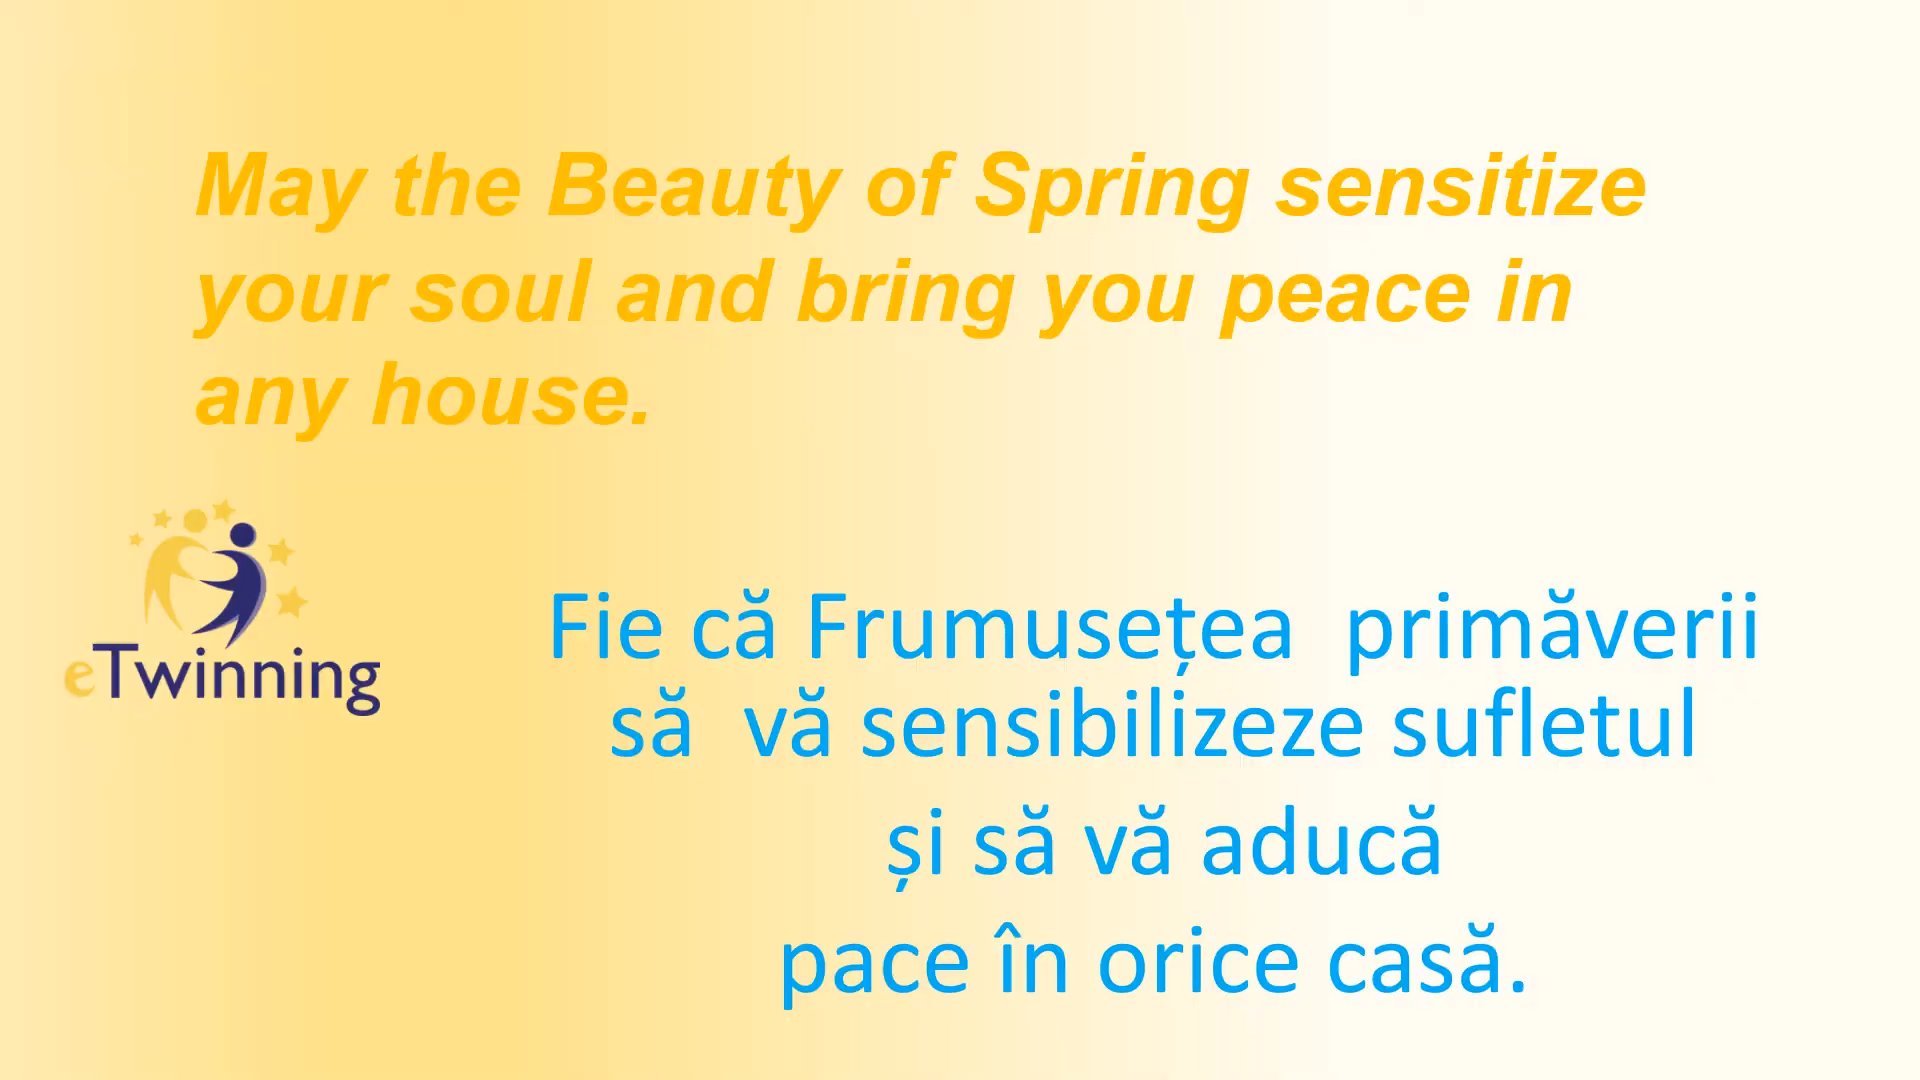 May the Beauty of Spring sensitize
your soul and bring you peace in
any house.
eTwinning
Fie că Frumusețea  primăverii
să  vă sensibilizeze sufletul
și să vă aducă
pace în orice casă.